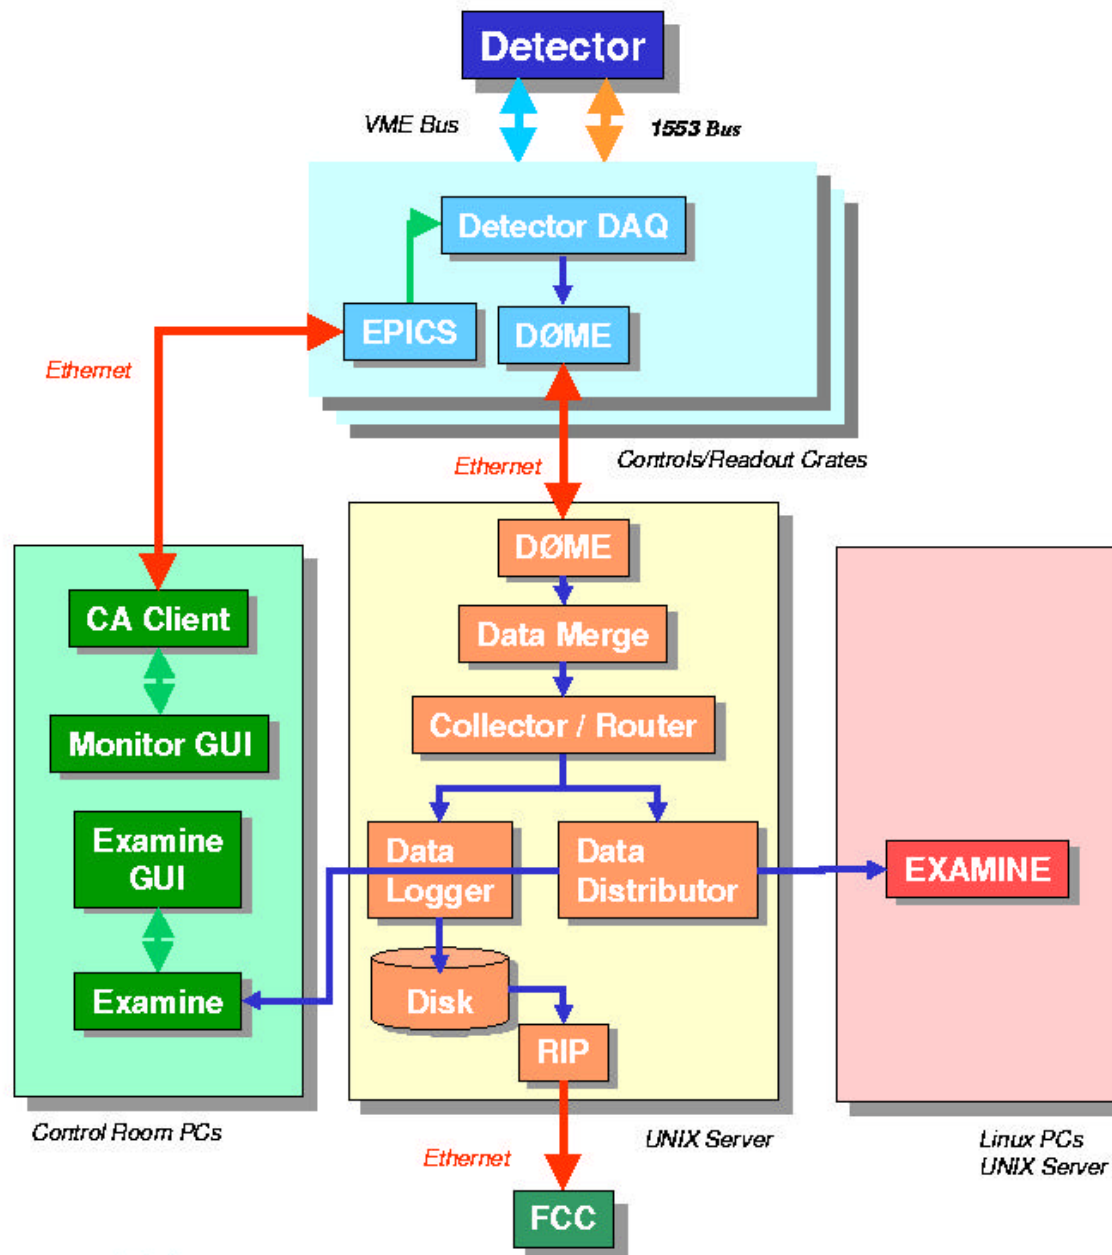 Detector
VME Bus
1553 Bus
Detector DAQ
EPICS
DØME
Ethernet
Ethernet
Controls/Readout Crates
DØME
CA Client
Data Merge
Monitor GUI
Collector / Router
Examine
GUI
Data
Logger
Data
Distributor
EXAMINE
Examine
Disk
RIP
Control Room PCs
UNIX Server
Linux PCs
UNIX Server
Ethernet
FCC